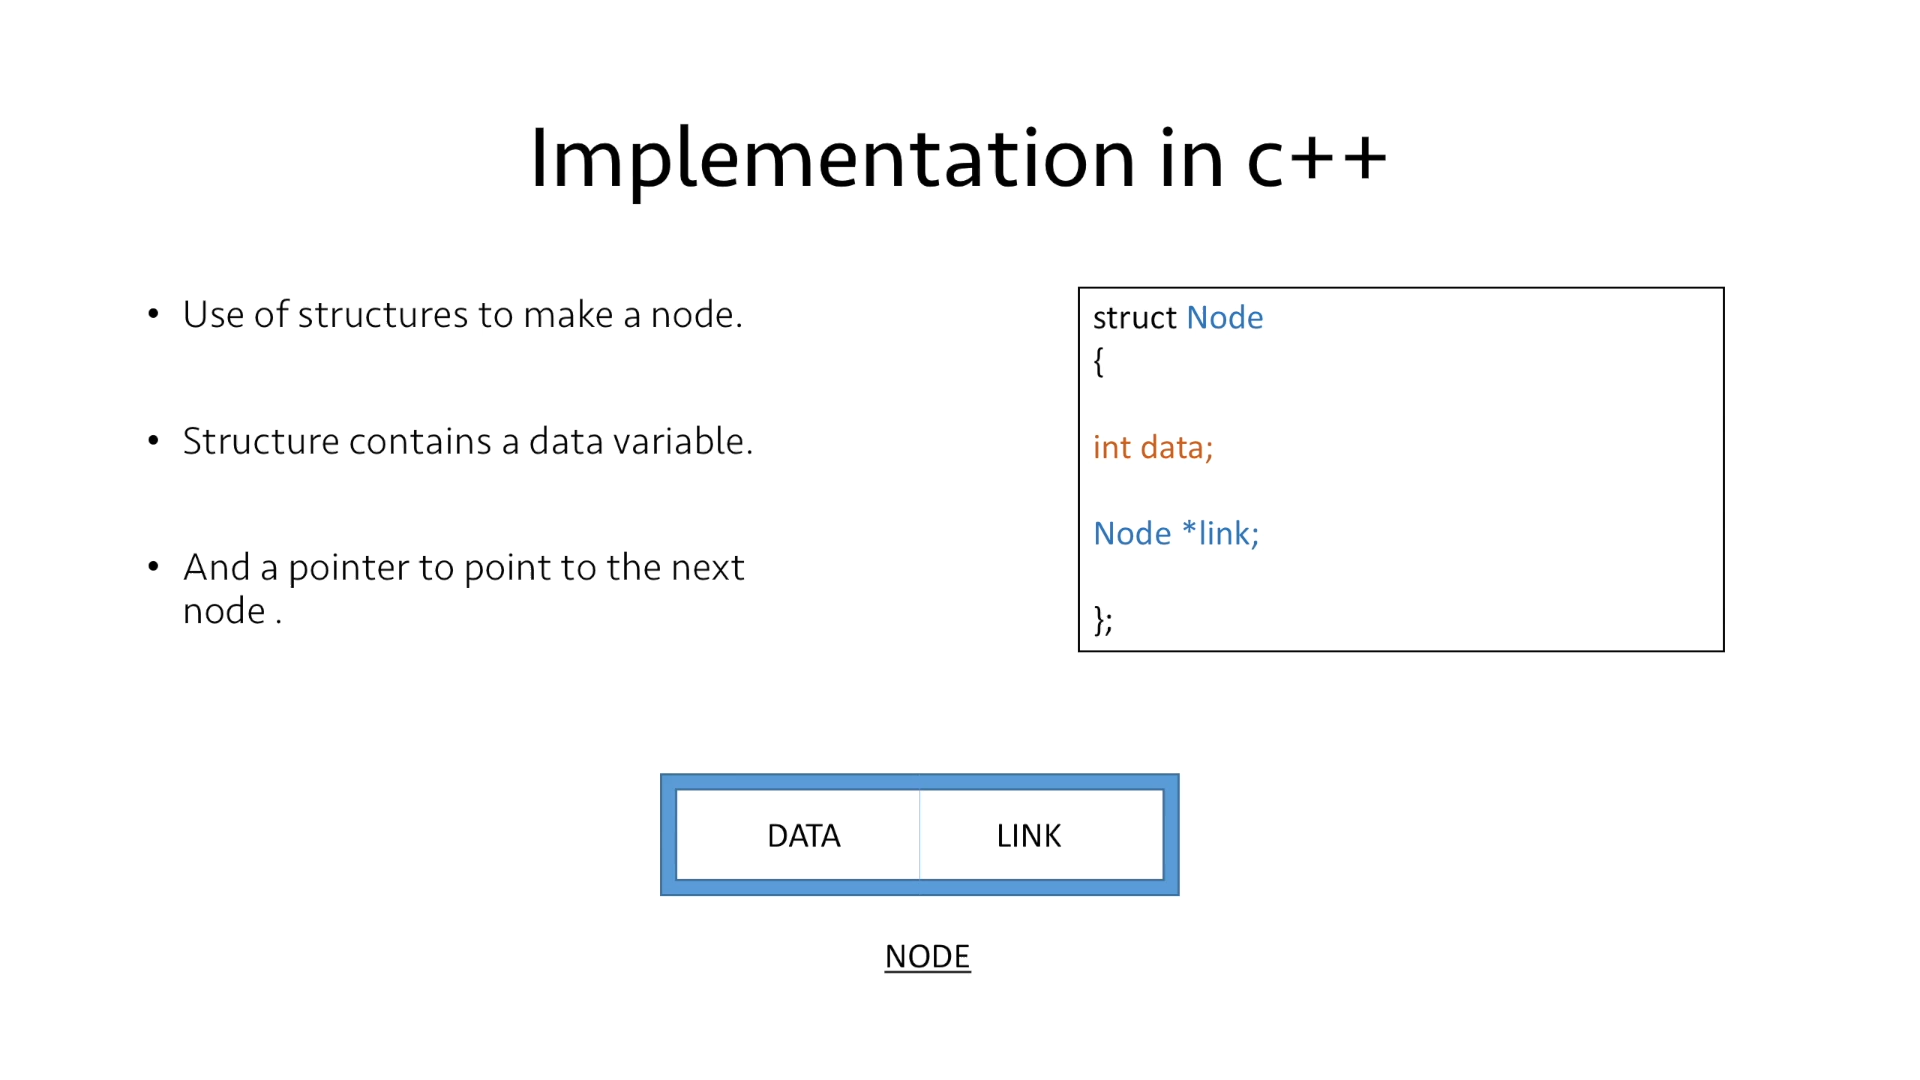 Implementation in c++
• Use of structures to make a node.
• Structure contains a data variable.
• And a pointer to point to the next
node .
struct Node
{
int data;
Node *link;
};
DATA LINK
NODE